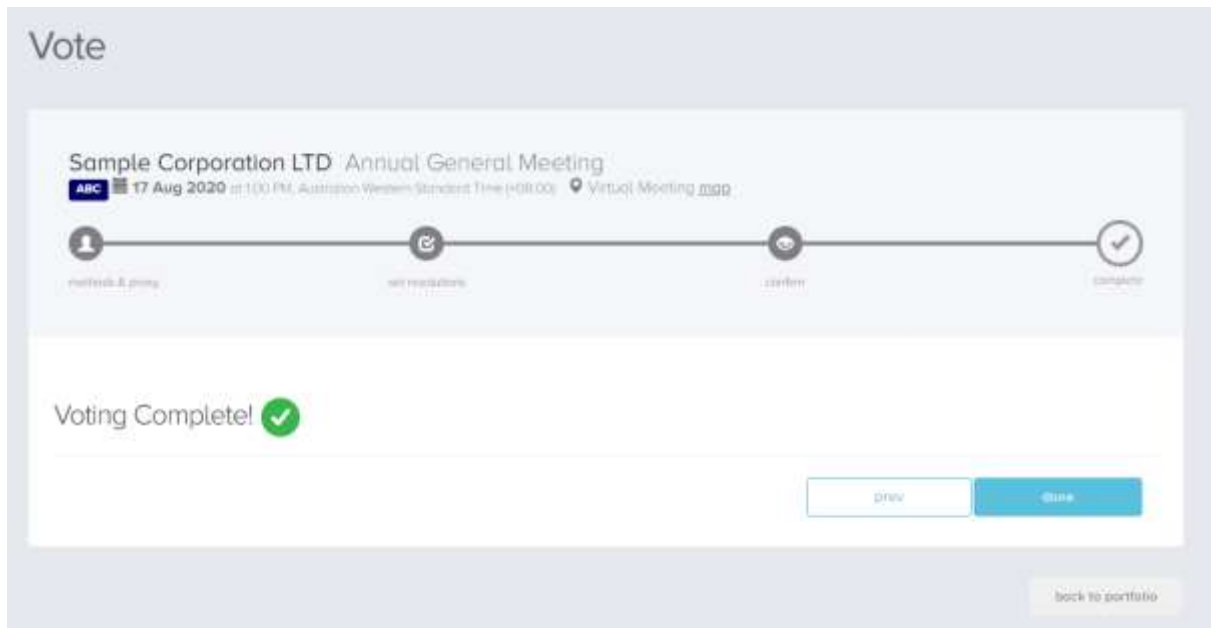 Vote
Sample Corporation LTD Annual General Meeting
ABC 17 Aug 2020 at 1:00 PM, Australian Western Standard Time (+08:00) Virtual Meeting map
methods & proxy set resolutions confirm complete
Voting Complete!
prev done
back to portfolio